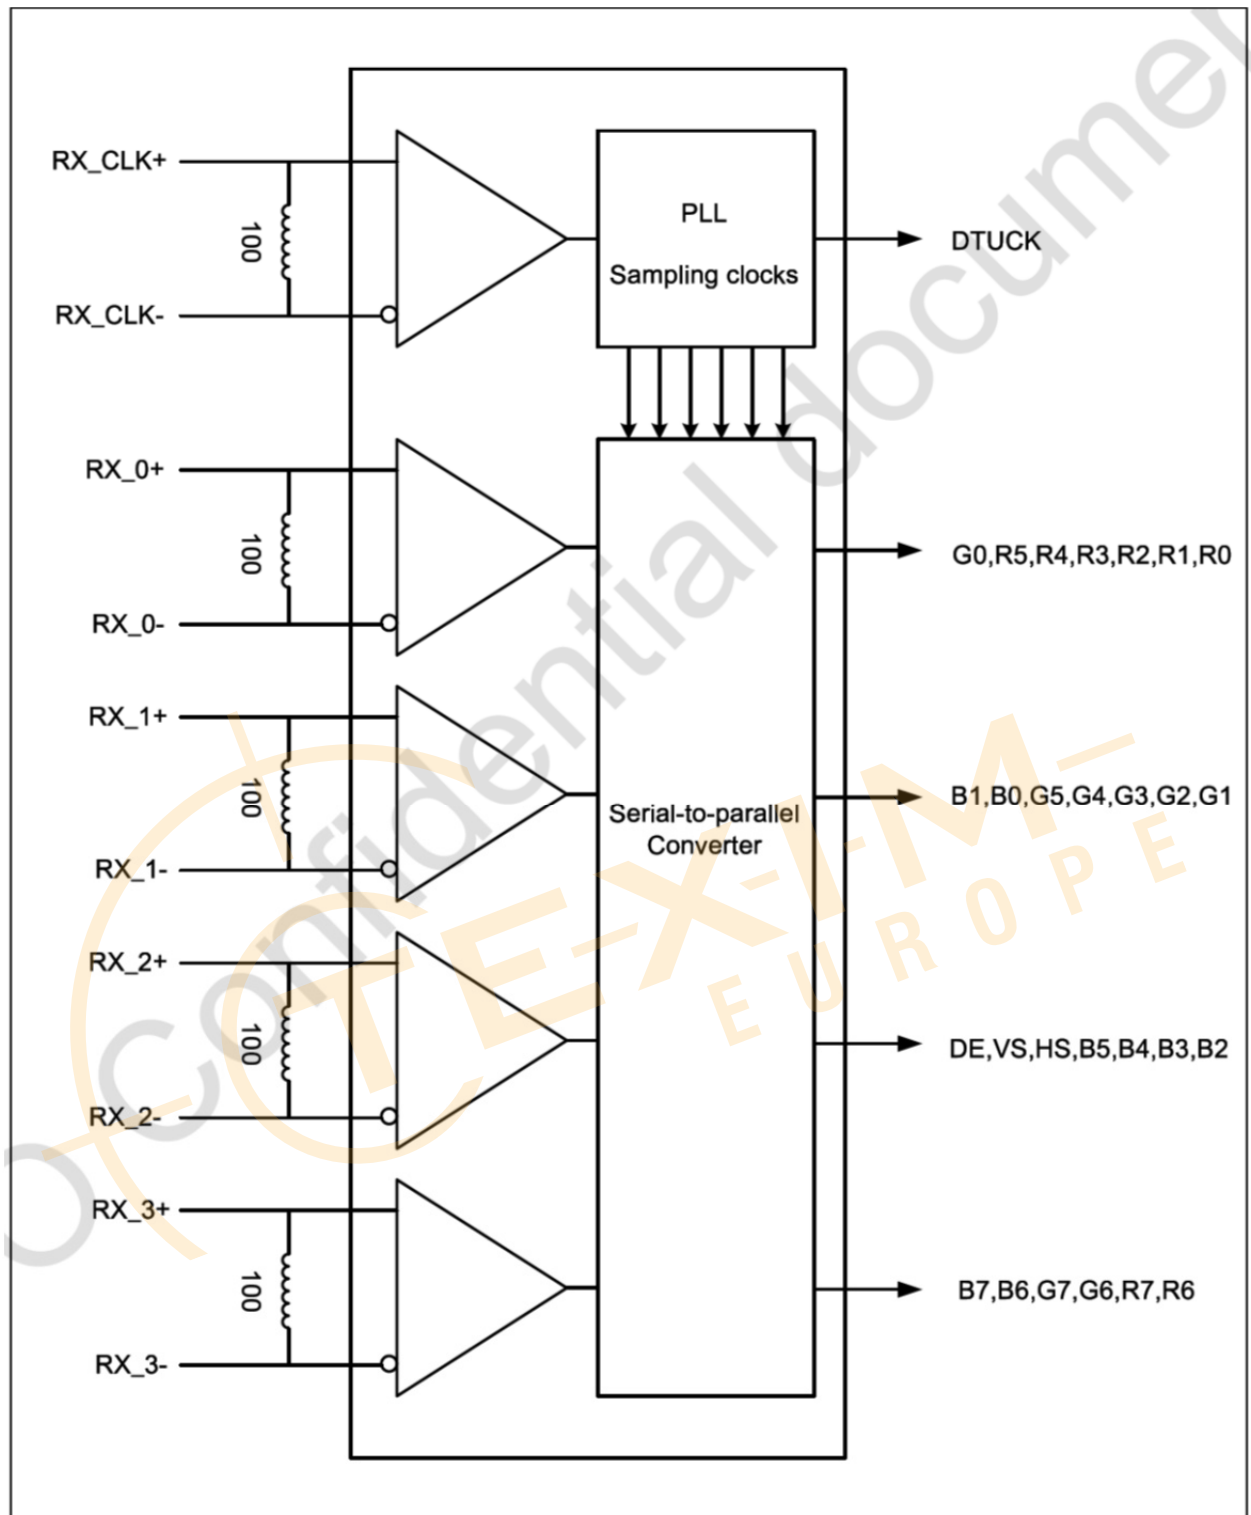 RX_CLK+
100
RX_CLK-
PLL
Sampling clocks
DTUCK
RX_0+
100
RX_0-
G0,R5,R4,R3,R2,R1,R0
RX_1+
100
RX_1-
Serial-to-parallel
Converter
B1,B0,G5,G4,G3,G2,G1
RX_2+
100
RX_2-
DE,VS,HS,B5,B4,B3,B2
RX_3+
100
RX_3-
B7,B6,G7,G6,R7,R6
Confidential
TEXIM
EUROPE